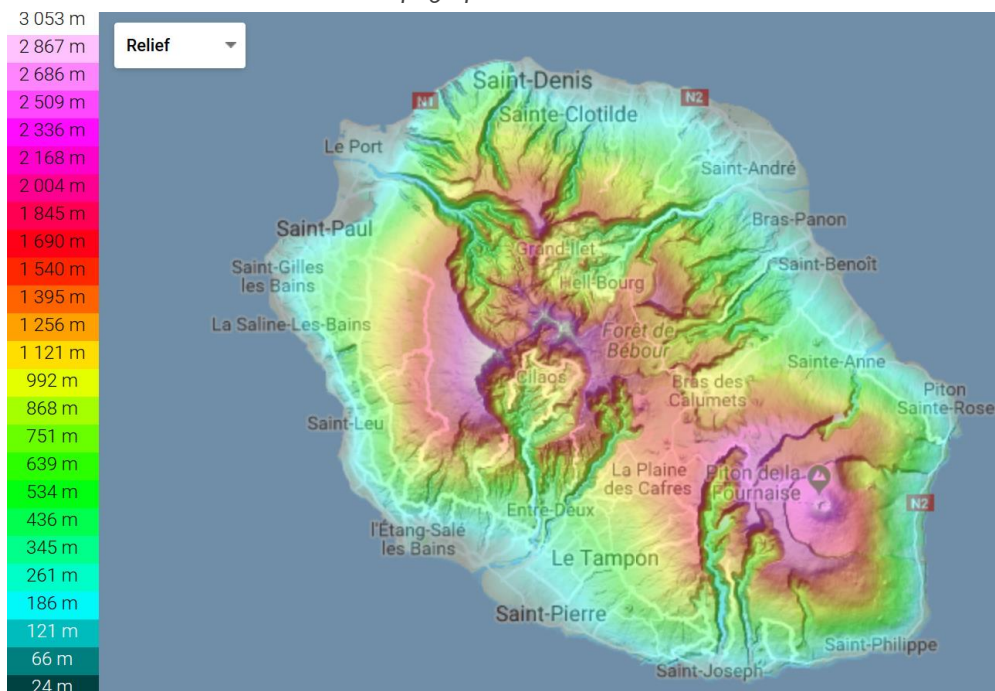 3 053 m
2 867 m
2 686 m
2 509 m
2 336 m
2 168 m
2 004 m
1 845 m
1 690 m
1 540 m
1 395 m
1 256 m
1 121 m
992 m
868 m
751 m
639 m
534 m
436 m
345 m
261 m
186 m
121 m
66 m
24 m
Relief
Saint-Denis
N1
N2
Sainte-Clotilde
Le Port
Saint-André
Saint-Paul
Bras-Panon
Grand-Ilet
Saint-Gilles
les Bains
Hell-Bourg
Saint-Benoît
La Saline-Les-Bains
Forêt de
Bébour
Sainte-Anne
Cilaos
Bras des
Calumets
Piton
Sainte-Rose
Saint-Leu
La Plaine
des Cafres
Piton de la
Fournaise
N2
Entre-Deux
l'Étang-Salé
les Bains
Le Tampon
Saint-Pierre
Saint-Philippe
Saint-Joseph